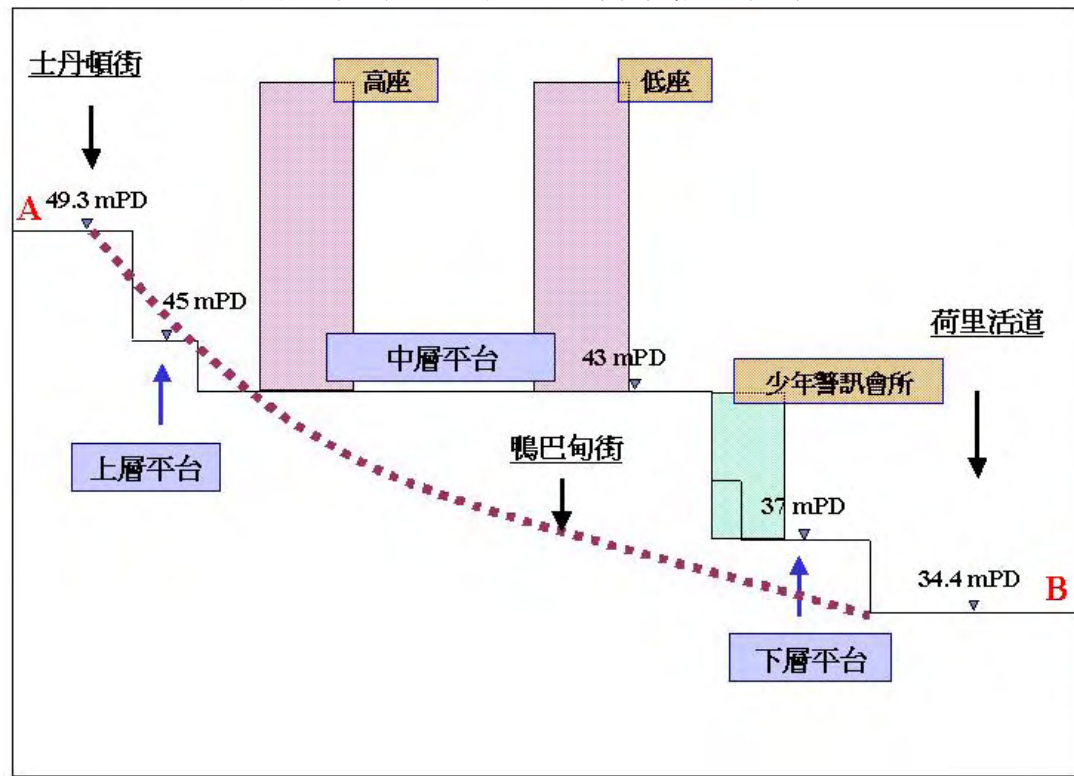 士丹頓街
高座
低座
49.3 mPD
A
45 mPD
中層平台
43 mPD
荷里活道
少年警訊會所
上層平台
鴨巴甸街
37 mPD
34.4 mPD
B
下層平台